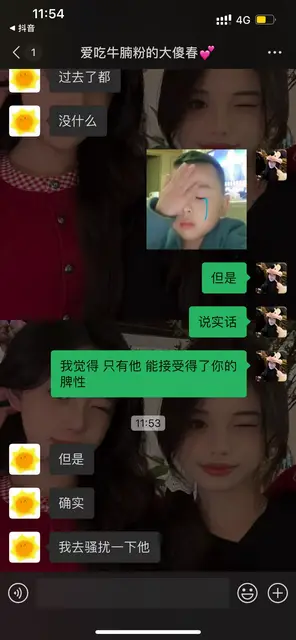 11:54
4G
抖音
1
爱吃牛腩粉的大傻春💕
过去了都
没什么
但是
说实话
我觉得 只有他 能接受得了你的
脾性
11:53
但是
确实
我去骚扰一下他